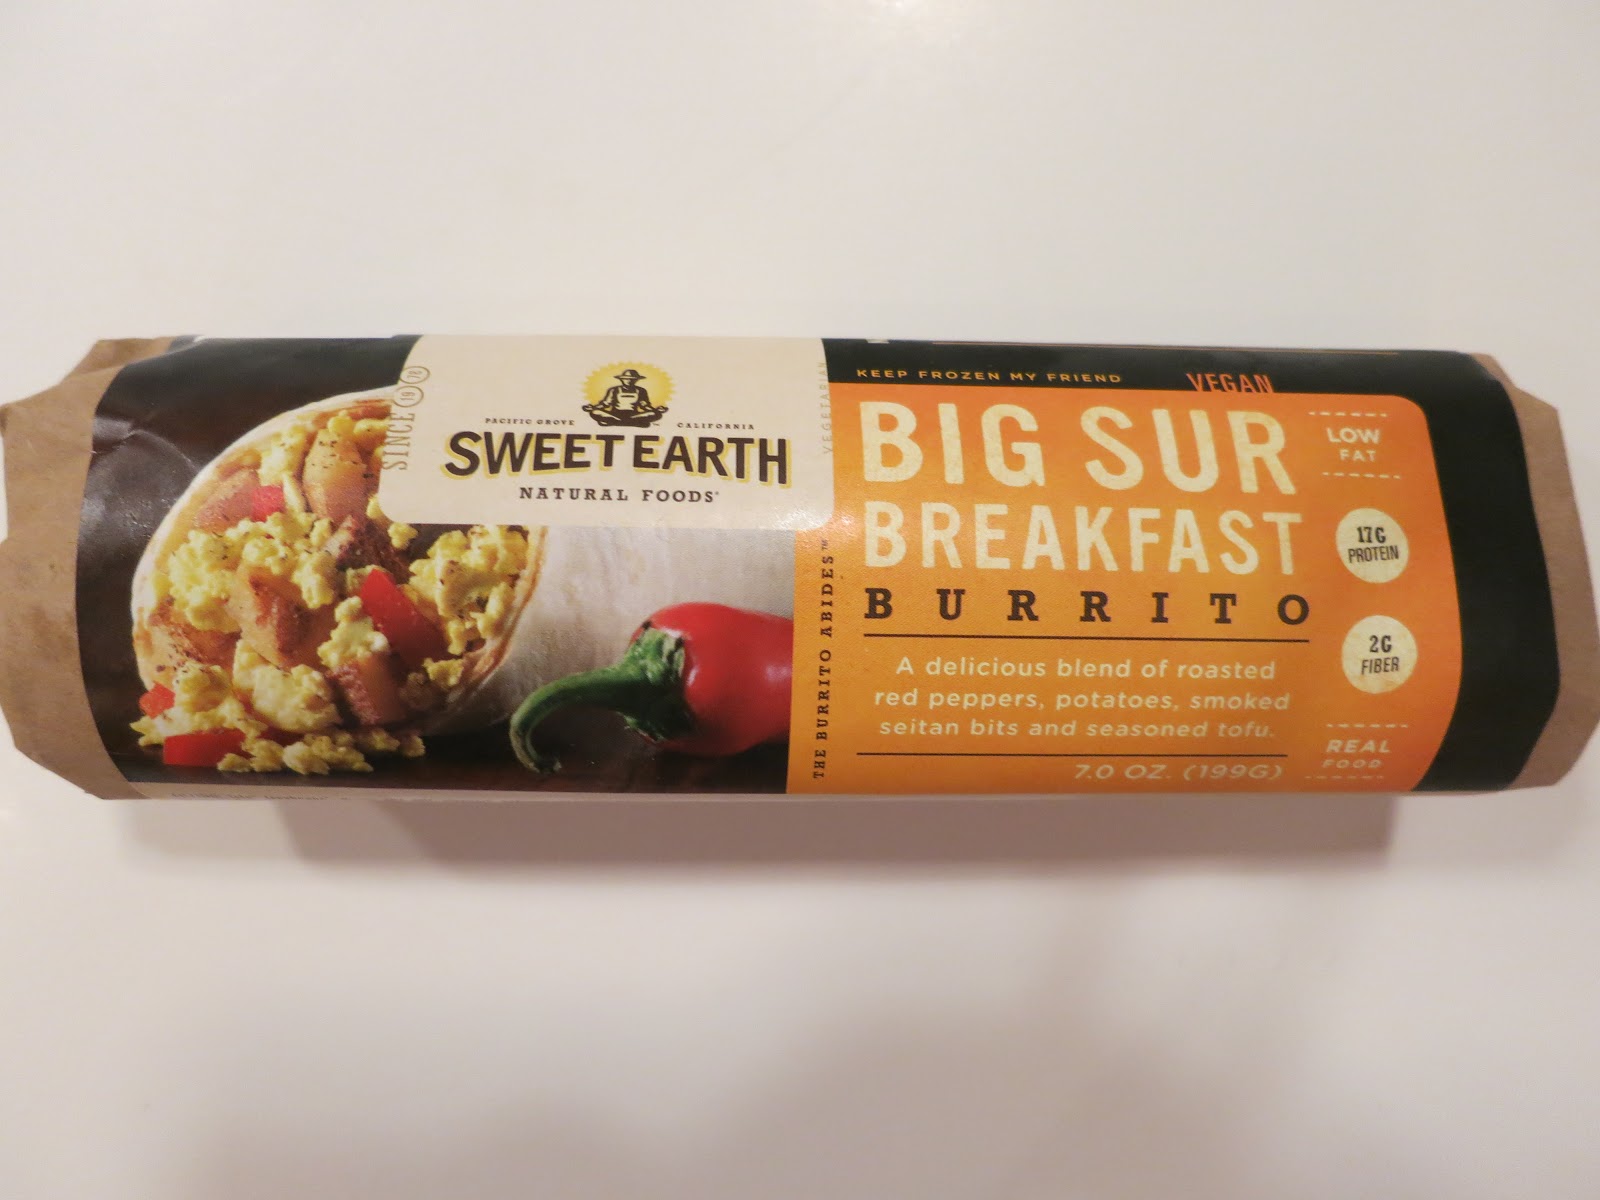 SINCE 1978
PACIFIC GROVE CALIFORNIA
SWEET EARTH
NATURAL FOODS®
VEGETARIAN
THE BURRITO ABIDES™
KEEP FROZEN MY FRIEND
VEGAN
BIG SUR
BREAKFAST
BURRITO
A delicious blend of roasted
red peppers, potatoes, smoked
seitan bits and seasoned tofu.
7.0 OZ. (199G)
LOW
FAT
17G
PROTEIN
2G
FIBER
REAL
FOOD